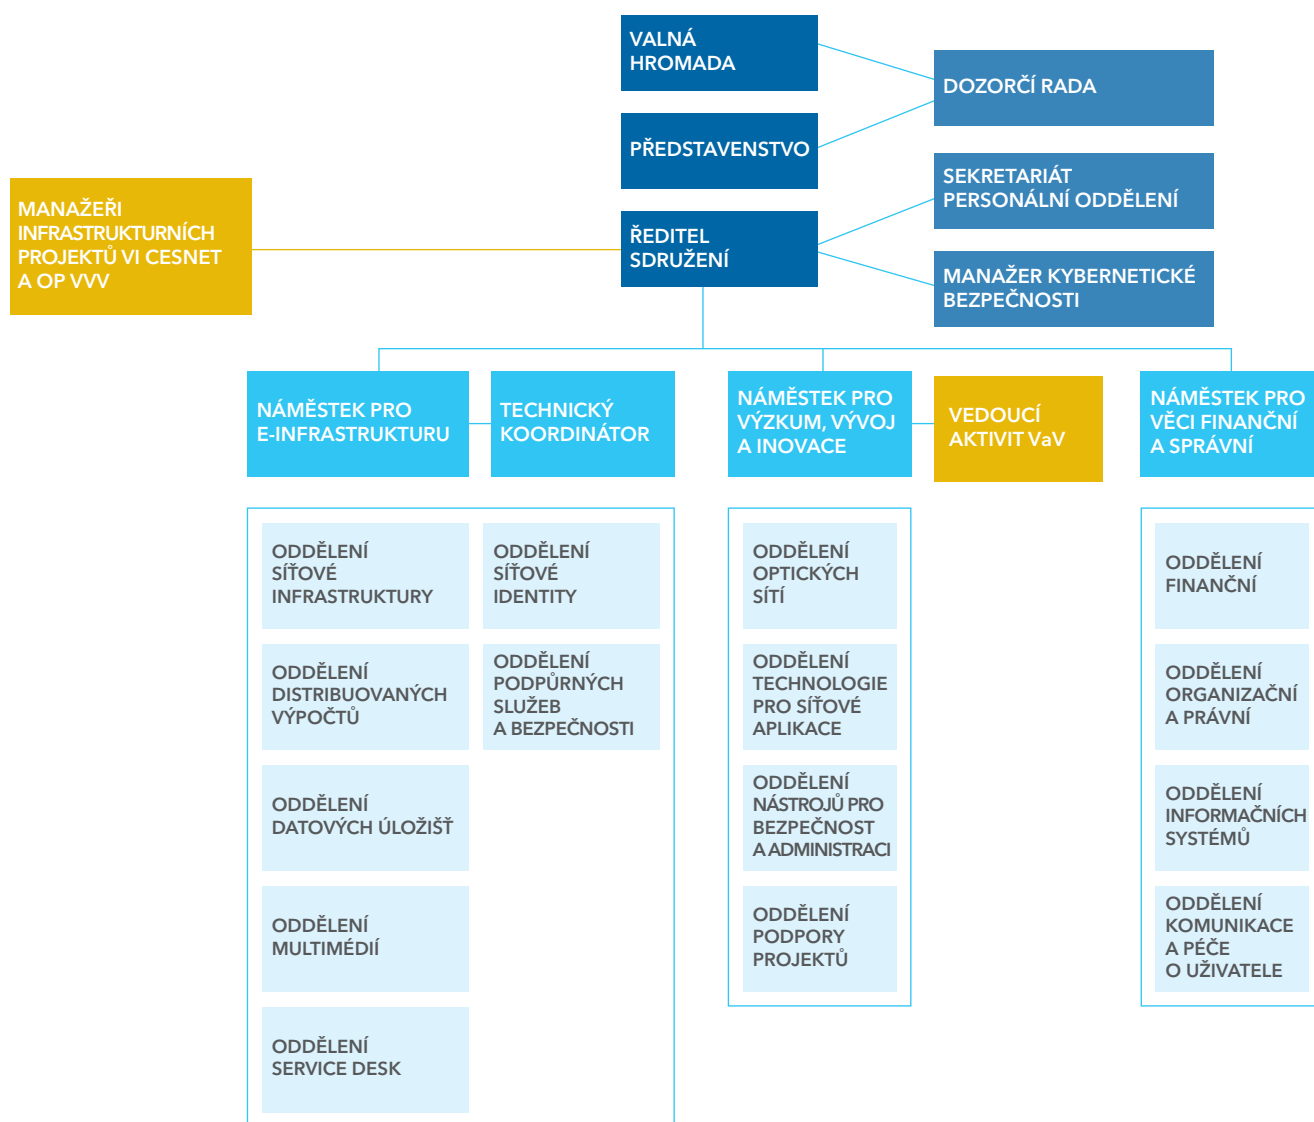 VALNÁ
HROMADA
DOZORČÍ RADA
PŘEDSTAVENSTVO
SEKRETARIÁT
PERSONÁLNÍ ODDĚLENÍ
MANAŽEŘI
INFRASTRUKTURNÍCH
PROJEKTŮ VI CESNET
A OP VVV
ŘEDITEL
SDRUŽENÍ
MANAŽER KYBERNETICKÉ
BEZPEČNOSTI
NÁMĚSTEK PRO
E-INFRASTRUKTURU
TECHNICKÝ
KOORDINÁTOR
NÁMĚSTEK PRO
VÝZKUM, VÝVOJ
A INOVACE
VEDOUCÍ
AKTIVIT VaV
NÁMĚSTEK PRO
VĚCI FINANČNÍ
A SPRÁVNÍ
ODDĚLENÍ
SÍŤOVÉ
INFRASTRUKTURY
ODDĚLENÍ
SÍŤOVÉ
IDENTITY
ODDĚLENÍ
OPTICKÝCH
SÍTÍ
ODDĚLENÍ
FINANČNÍ
ODDĚLENÍ
DISTRIBUOVANÝCH
VÝPOČTŮ
ODDĚLENÍ
PODPŮRNÝCH
SLUŽEB
A BEZPEČNOSTI
ODDĚLENÍ
TECHNOLOGIE
PRO SÍŤOVÉ
APLIKACE
ODDĚLENÍ
ORGANIZAČNÍ
A PRÁVNÍ
ODDĚLENÍ
DATOVÝCH ÚLOŽIŠŤ
ODDĚLENÍ
NÁSTROJŮ PRO
BEZPEČNOST
A ADMINISTRACI
ODDĚLENÍ
INFORMAČNÍCH
SYSTÉMŮ
ODDĚLENÍ
MULTIMÉDIÍ
ODDĚLENÍ
PODPORY
PROJEKTŮ
ODDĚLENÍ
KOMUNIKACE
A PÉČE
O UŽIVATELE
ODDĚLENÍ
SERVICE DESK